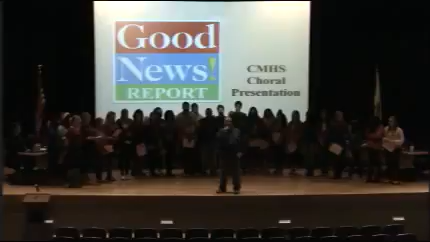 Good
News!
REPORT
CMHS
Choral
Presentation